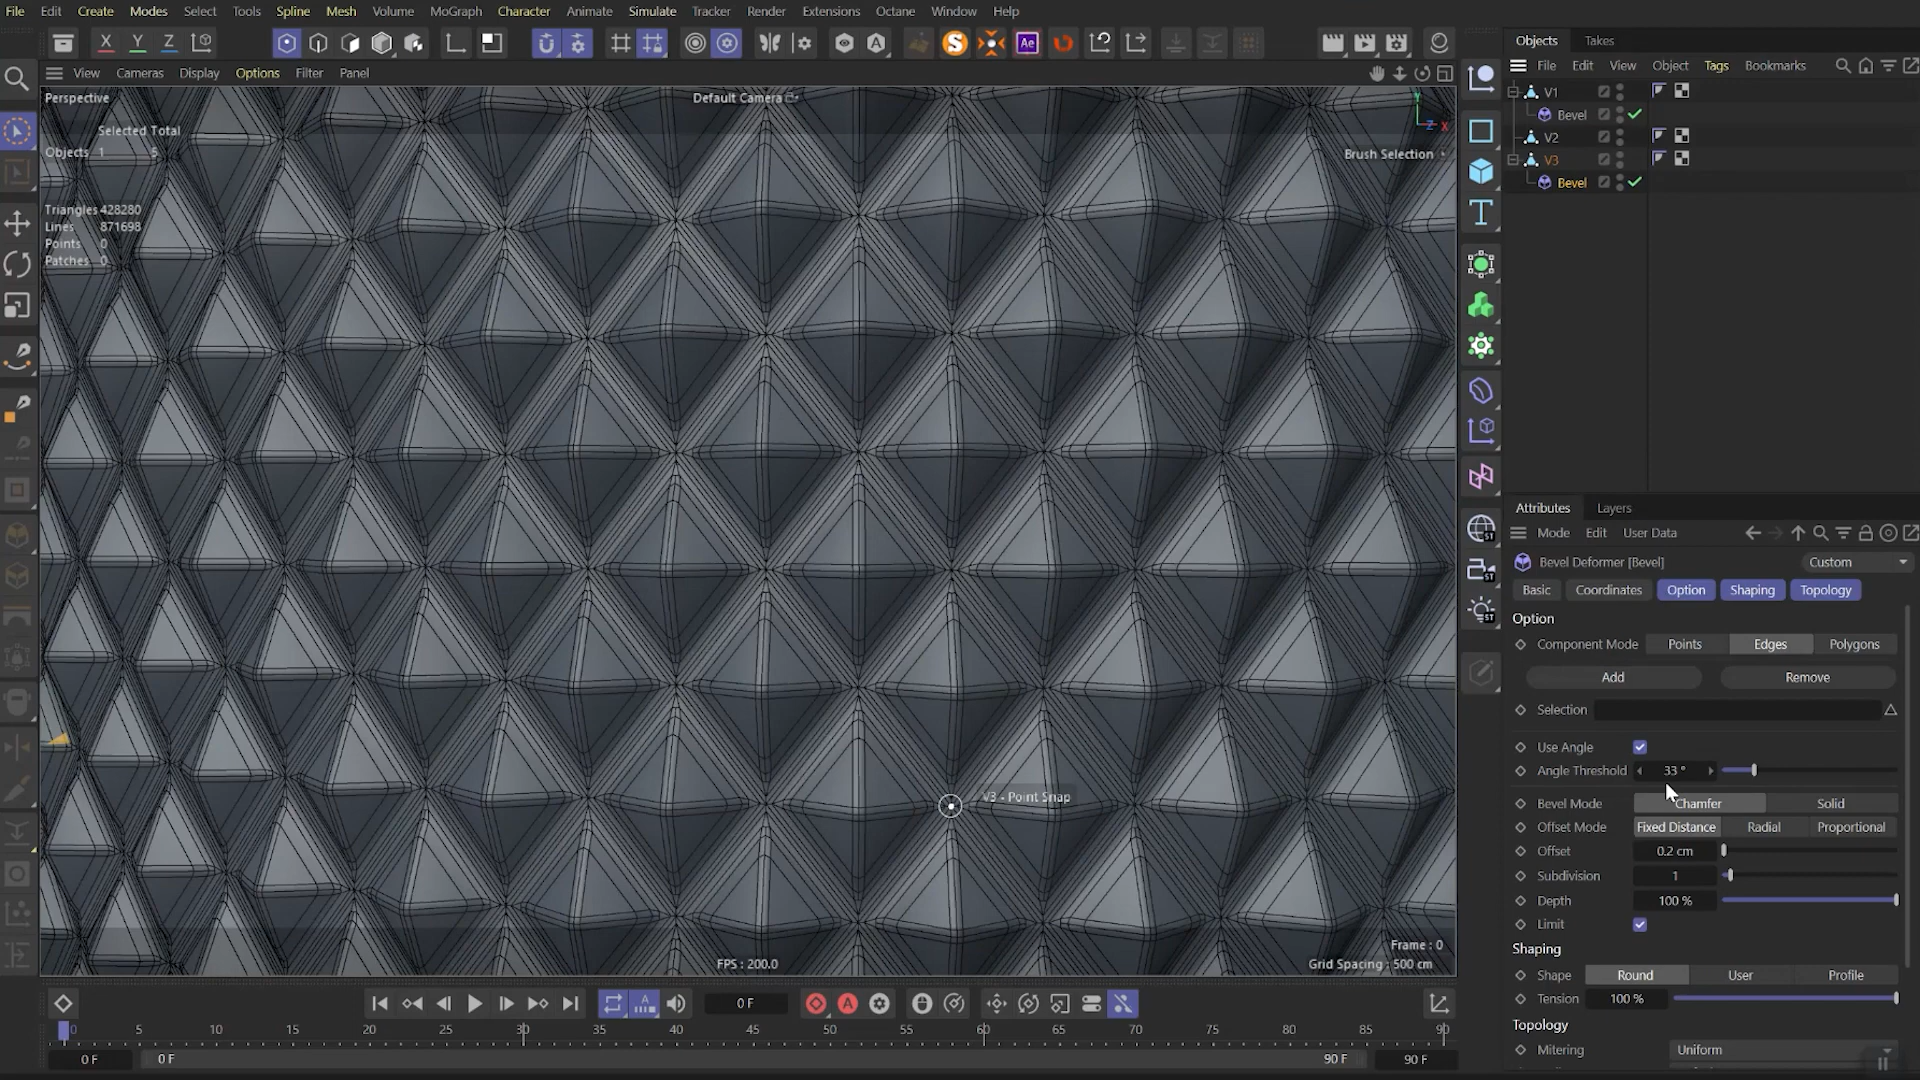 File Edit Create Modes Select Tools Spline Mesh Volume MoGraph Character Animate Simulate Tracker Render Extensions Octane Window Help
X Y Z
S Ae
Objects Takes
View Cameras Display Options Filter Panel
File Edit View Object Tags Bookmarks
Perspective
Default Camera
Y
Z X
Selected Total
Objects 1 5
Brush Selection
V1
Bevel
V2
V3
Bevel
Triangles 428280
Lines 871698
Points 0
Patches 0
T
ST
ST
ST
Attributes Layers
Mode Edit User Data
Bevel Deformer [Bevel] Custom
Basic Coordinates Option Shaping Topology
Option
Component Mode Points Edges Polygons
Add Remove
Selection
Use Angle
Angle Threshold 33 °
V3 - Point Snap
Bevel Mode Chamfer Solid
Offset Mode Fixed Distance Radial Proportional
Offset 0.2 cm
Subdivision 1
Depth 100 %
Limit
Shaping
Shape Round User Profile
Tension 100 %
Topology
Mitering Uniform
Frame : 0
FPS : 200.0
Grid Spacing : 500 cm
A 0 F A
0 5 10 15 20 25 30 35 40 45 50 55 60 65 70 75 80 85 90
0 F 0 F 90 F 90 F